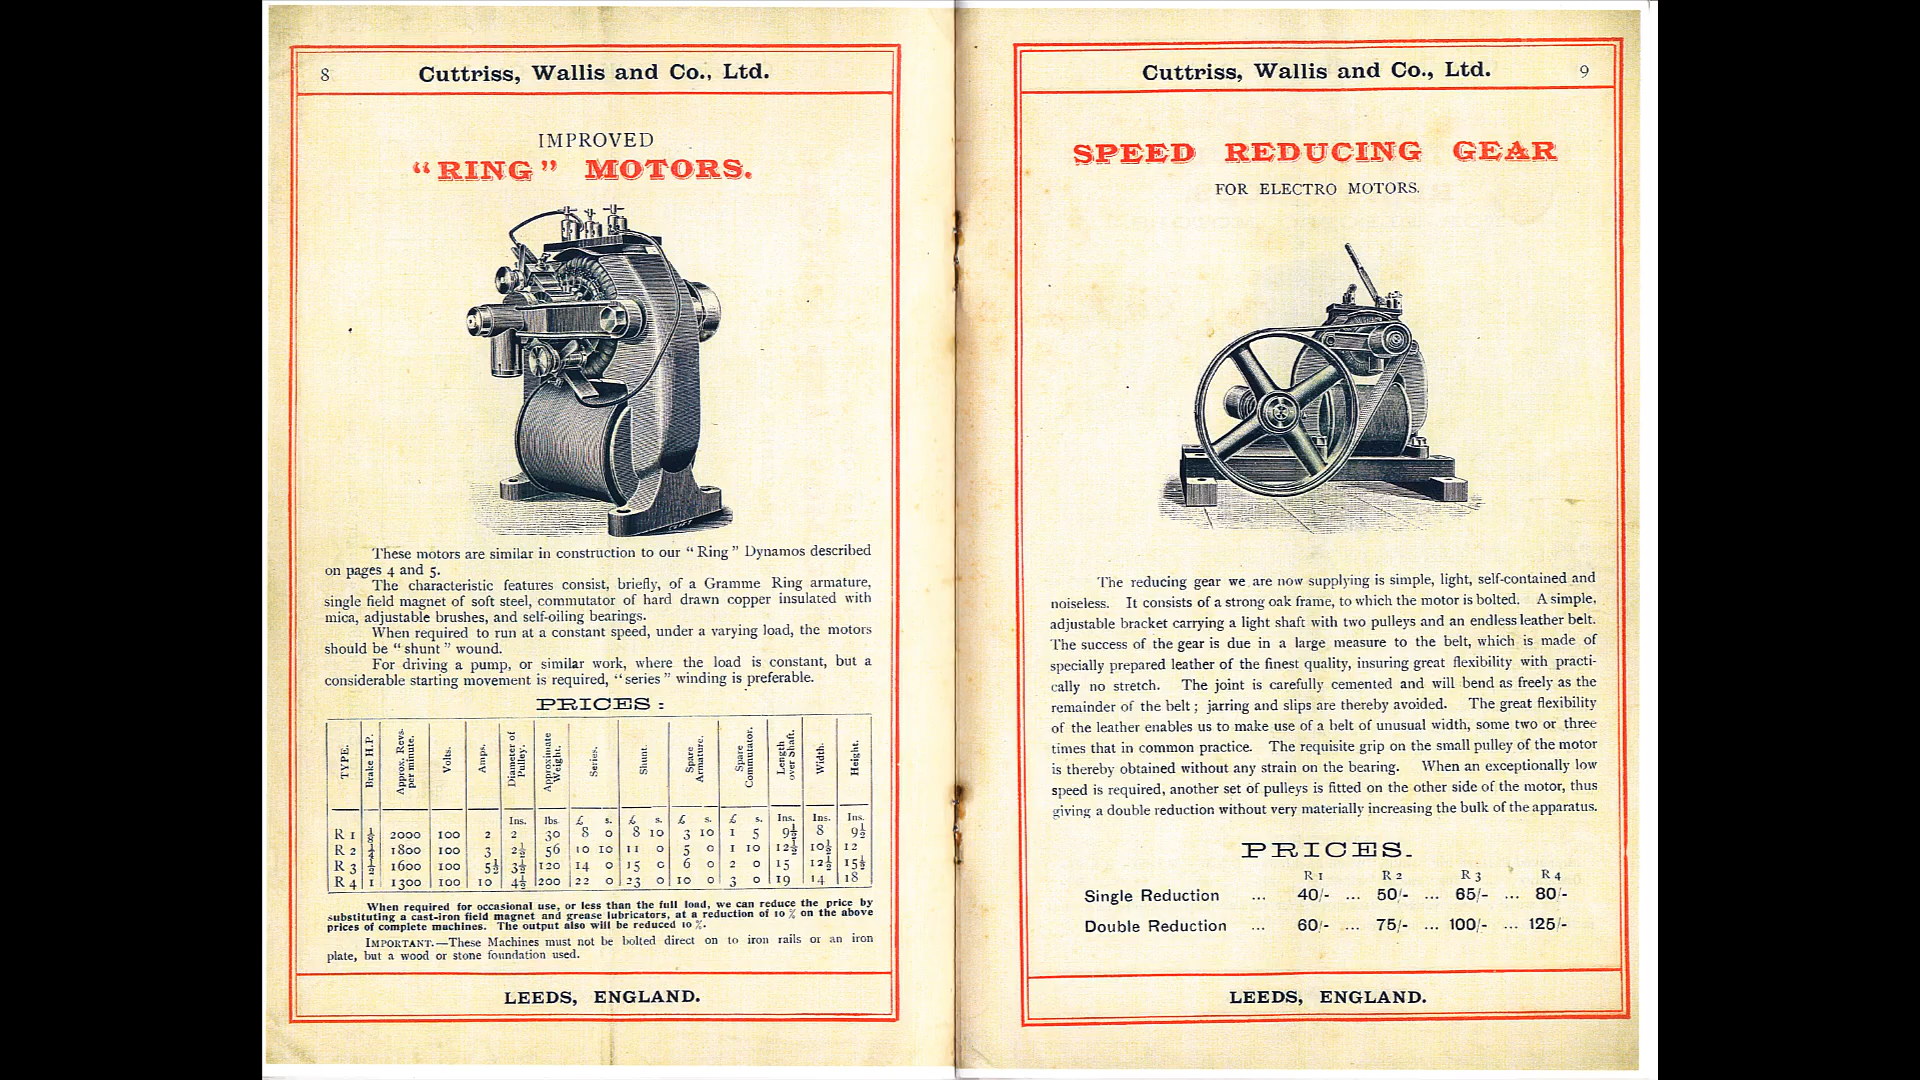 8
Cuttriss, Wallis and Co., Ltd.
IMPROVED
“RING” MOTORS.
These motors are similar in construction to our “Ring” Dynamos described
on pages 4 and 5.
The characteristic features consist, briefly, of a Gramme Ring armature,
single field magnet of soft steel, commutator of hard drawn copper insulated with
mica, adjustable brushes, and self-oiling bearings.
When required to run at a constant speed, under a varying load, the motors
should be “shunt” wound.
For driving a pump, or similar work, where the load is constant, but a
considerable starting movement is required, “series” winding is preferable.
PRICES:
TYPE. Brake H.P. Approx. Revs. per minute. Volts. Amps. Diameter of Pulley. Approximate Weight. Series. Shunt. Spare Armature. Spare Commutator. Length over Shaft. Width. Height.
Ins. lbs £ s. £ s. £ s. £ s. Ins. Ins. Ins.
R 1 2000 100 2 2 30 8 0 8 10 3 10 1 5 9½ 8 9½
R 2 1800 100 3 2½ 56 10 10 11 0 5 0 1 10 12½ 10½ 12
R 3 ½ 1600 100 5½ 3½ 120 14 0 15 0 6 0 2 0 15 12½ 15½
R 4 1 1300 100 10 4½ 200 22 0 23 0 10 0 3 0 19 14 18
When required for occasional use, or less than the full load, we can reduce the price by
substituting a cast-iron field magnet and grease lubricators, at a reduction of 10 % on the above
prices of complete machines. The output also will be reduced 10 %.
IMPORTANT.—These Machines must not be bolted direct on to iron rails or an iron
plate, but a wood or stone foundation used.
LEEDS, ENGLAND.
Cuttriss, Wallis and Co., Ltd.
9
SPEED REDUCING GEAR
FOR ELECTRO MOTORS.
The reducing gear we are now supplying is simple, light, self-contained and
noiseless. It consists of a strong oak frame, to which the motor is bolted. A simple,
adjustable bracket carrying a light shaft with two pulleys and an endless leather belt.
The success of the gear is due in a large measure to the belt, which is made of
specially prepared leather of the finest quality, insuring great flexibility with practi-
cally no stretch. The joint is carefully cemented and will bend as freely as the
remainder of the belt; jarring and slips are thereby avoided. The great flexibility
of the leather enables us to make use of a belt of unusual width, some two or three
times that in common practice. The requisite grip on the small pulley of the motor
is thereby obtained without any strain on the bearing. When an exceptionally low
speed is required, another set of pulleys is fitted on the other side of the motor, thus
giving a double reduction without very materially increasing the bulk of the apparatus.
PRICES.
R 1 R 2 R 3 R 4
Single Reduction ... 40/- ... 50/- ... 65/- ... 80/-
Double Reduction ... 60/- ... 75/- ... 100/- ... 125/-
LEEDS, ENGLAND.